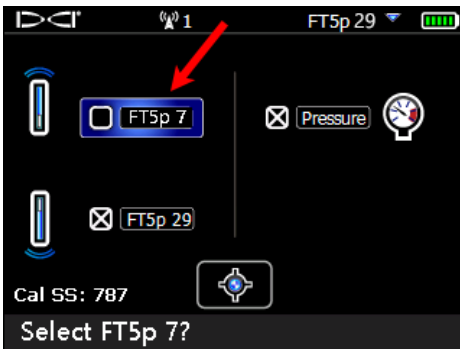 DCI 1 FT5p 29
FT5p 7
Pressure
FT5p 29
Cal SS: 787
Select FT5p 7?